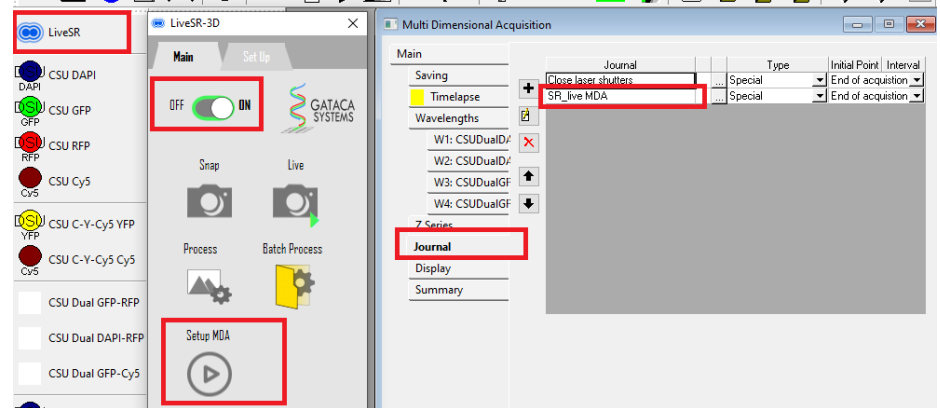 LiveSR
CSU DAPI
DAPI
CSU GFP
GFP
CSU RFP
RFP
CSU Cy5
Cy5
CSU C-Y-Cy5 YFP
YFP
CSU C-Y-Cy5 Cy5
Cy5
CSU Dual GFP-RFP
CSU Dual DAPI-RFP
CSU Dual GFP-Cy5
LiveSR-3D
Main
Set Up
OFF
ON
GATACA
SYSTEMS
Snap
Live
Process
Batch Process
Setup MDA
Multi Dimensional Acquisition
Main
Saving
Timelapse
Wavelengths
W1: CSUDualDA
W2: CSUDualDA
W3: CSUDualGF
W4: CSUDualGF
Z Series
Journal
Display
Summary
Journal Type Initial Point Interval
Close laser shutters ... Special End of acquistion
SR_live MDA ... Special End of acquistion